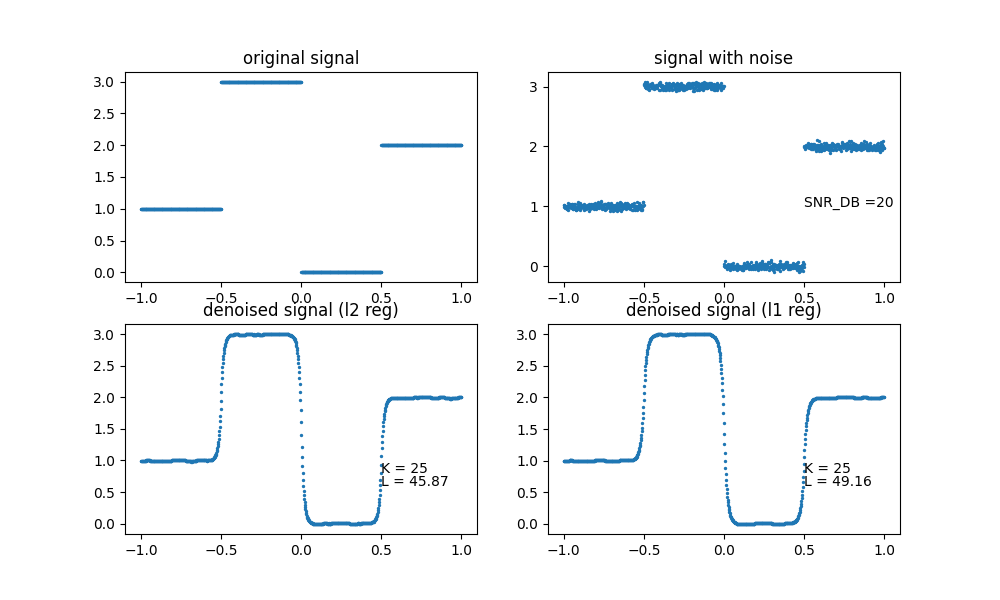 original signal
3.0
2.5
2.0
1.5
1.0
0.5
0.0
−1.0 −0.5 0.0 0.5 1.0
signal with noise
3
2
1
0
SNR_DB =20
−1.0 −0.5 0.0 0.5 1.0
denoised signal (l2 reg)
3.0
2.5
2.0
1.5
1.0
0.5
0.0
K = 25
L = 45.87
−1.0 −0.5 0.0 0.5 1.0
denoised signal (l1 reg)
3.0
2.5
2.0
1.5
1.0
0.5
0.0
K = 25
L = 49.16
−1.0 −0.5 0.0 0.5 1.0